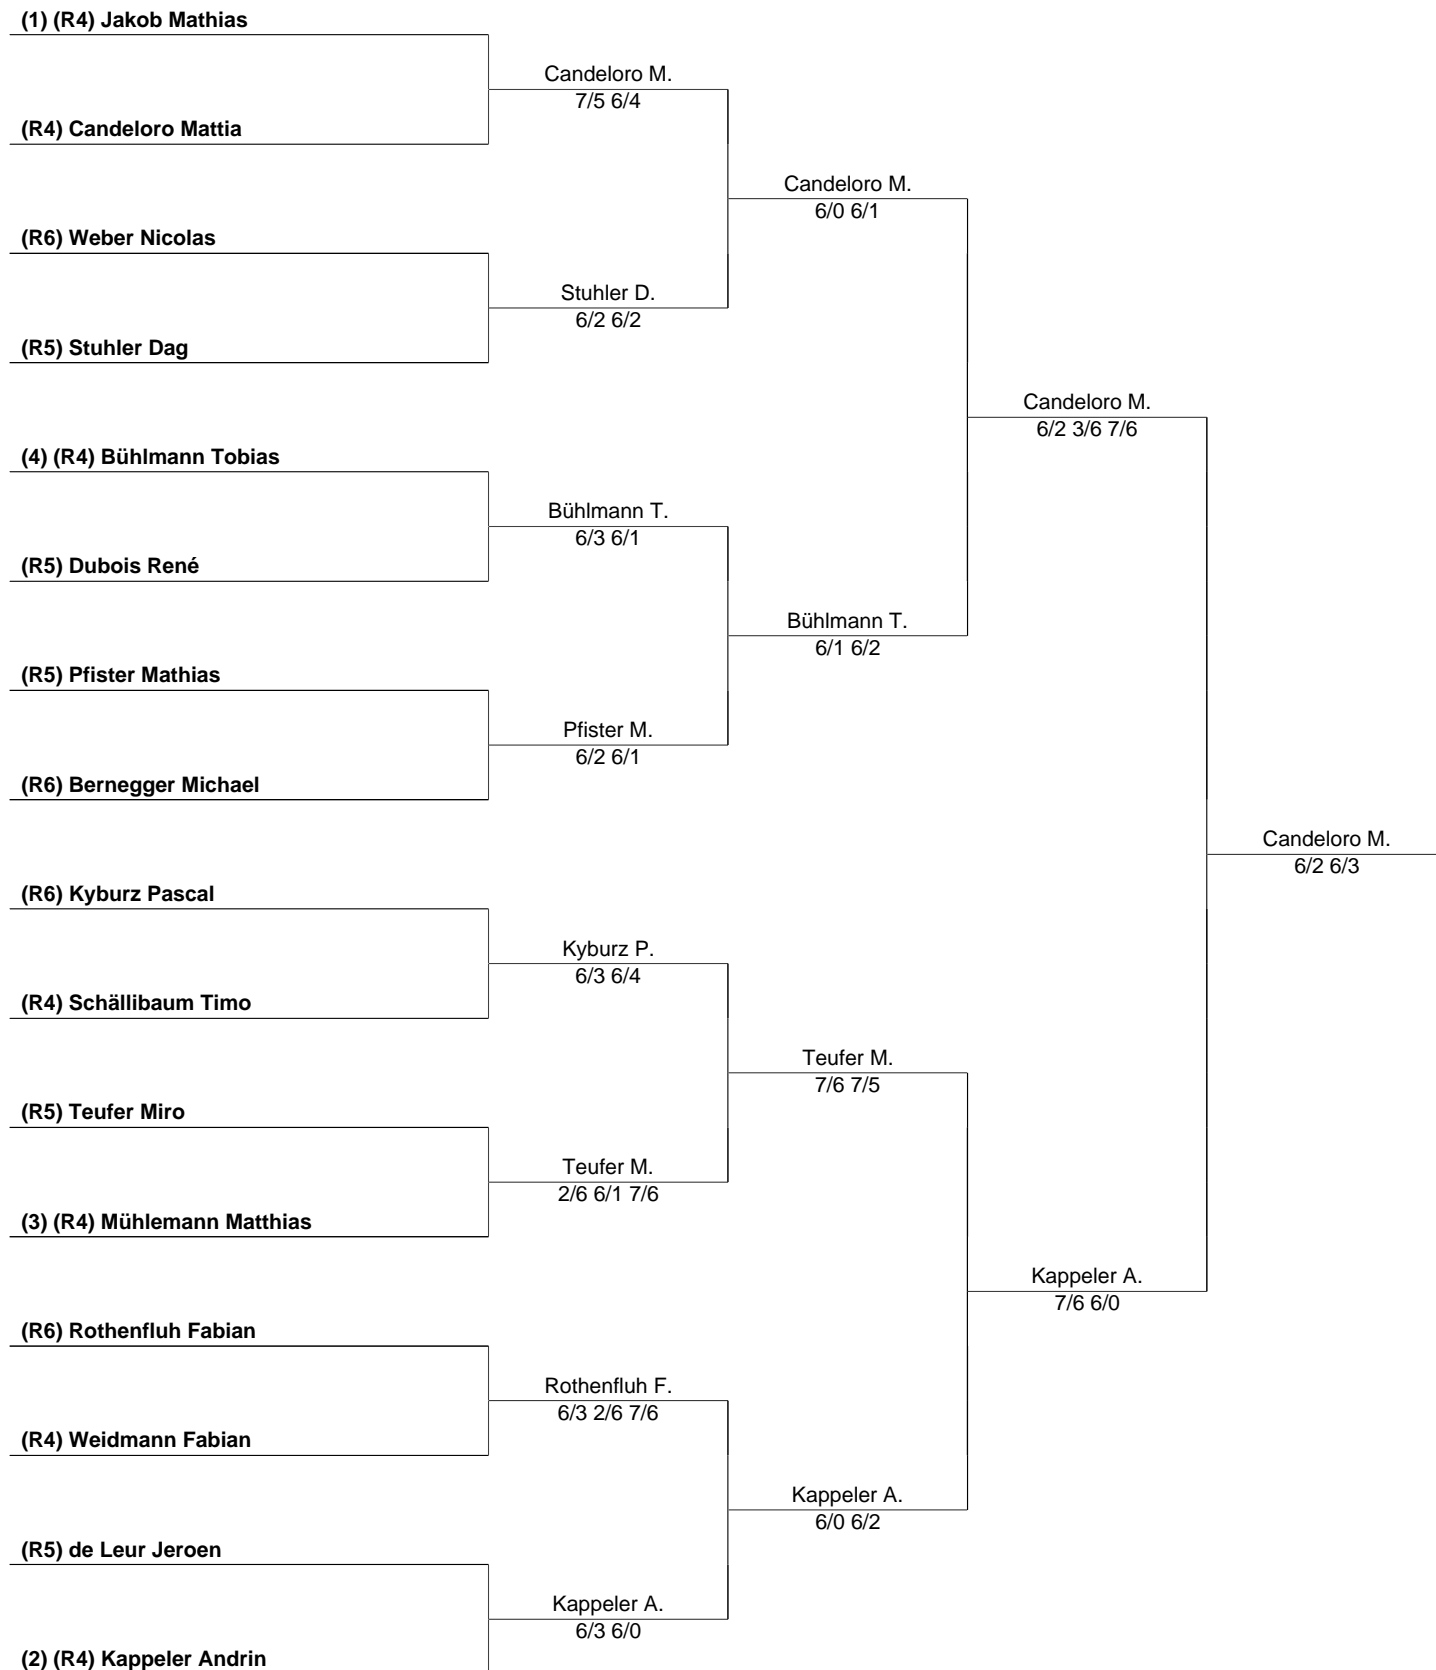 (1) (R4) Jakob Mathias
Candeloro M.
7/5 6/4
(R4) Candeloro Mattia
Candeloro M.
6/0 6/1
(R6) Weber Nicolas
Stuhler D.
6/2 6/2
(R5) Stuhler Dag
Candeloro M.
6/2 3/6 7/6
(4) (R4) Bühlmann Tobias
Bühlmann T.
6/3 6/1
(R5) Dubois René
Bühlmann T.
6/1 6/2
(R5) Pfister Mathias
Pfister M.
6/2 6/1
(R6) Bernegger Michael
Candeloro M.
6/2 6/3
(R6) Kyburz Pascal
Kyburz P.
6/3 6/4
(R4) Schällibaum Timo
Teufer M.
7/6 7/5
(R5) Teufer Miro
Teufer M.
2/6 6/1 7/6
(3) (R4) Mühlemann Matthias
Kappeler A.
7/6 6/0
(R6) Rothenfluh Fabian
Rothenfluh F.
6/3 2/6 7/6
(R4) Weidmann Fabian
Kappeler A.
6/0 6/2
(R5) de Leur Jeroen
Kappeler A.
6/3 6/0
(2) (R4) Kappeler Andrin